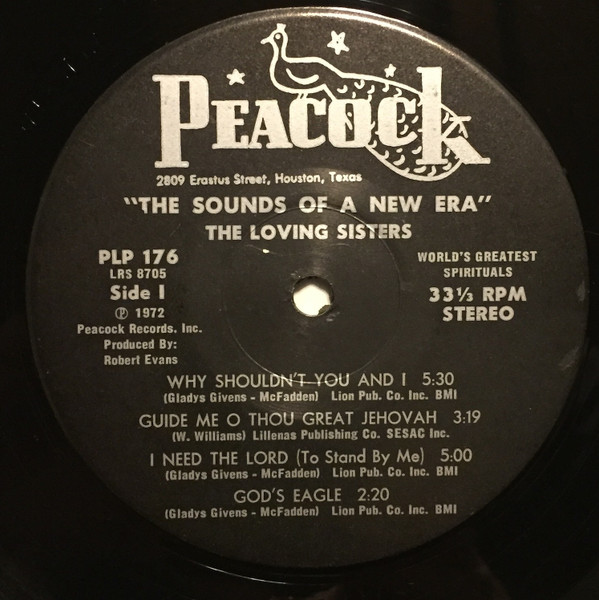 PEACOCK
2809 Erastus Street, Houston, Texas
"THE SOUNDS OF A NEW ERA"
THE LOVING SISTERS
PLP 176
LRS 8705
Side I
℗ 1972
Peacock Records, Inc.
Produced By:
Robert Evans
WORLD'S GREATEST
SPIRITUALS
33⅓ RPM
STEREO
WHY SHOULDN'T YOU AND I 5:30
(Gladys Givens - McFadden) Lion Pub. Co. Inc. BMI
GUIDE ME O THOU GREAT JEHOVAH 3:19
(W. Williams) Lillenas Publishing Co. SESAC Inc.
I NEED THE LORD (To Stand By Me) 5:00
(Gladys Givens - McFadden) Lion Pub. Co. Inc. BMI
GOD'S EAGLE 2:20
(Gladys Givens - McFadden) Lion Pub. Co. Inc. BMI